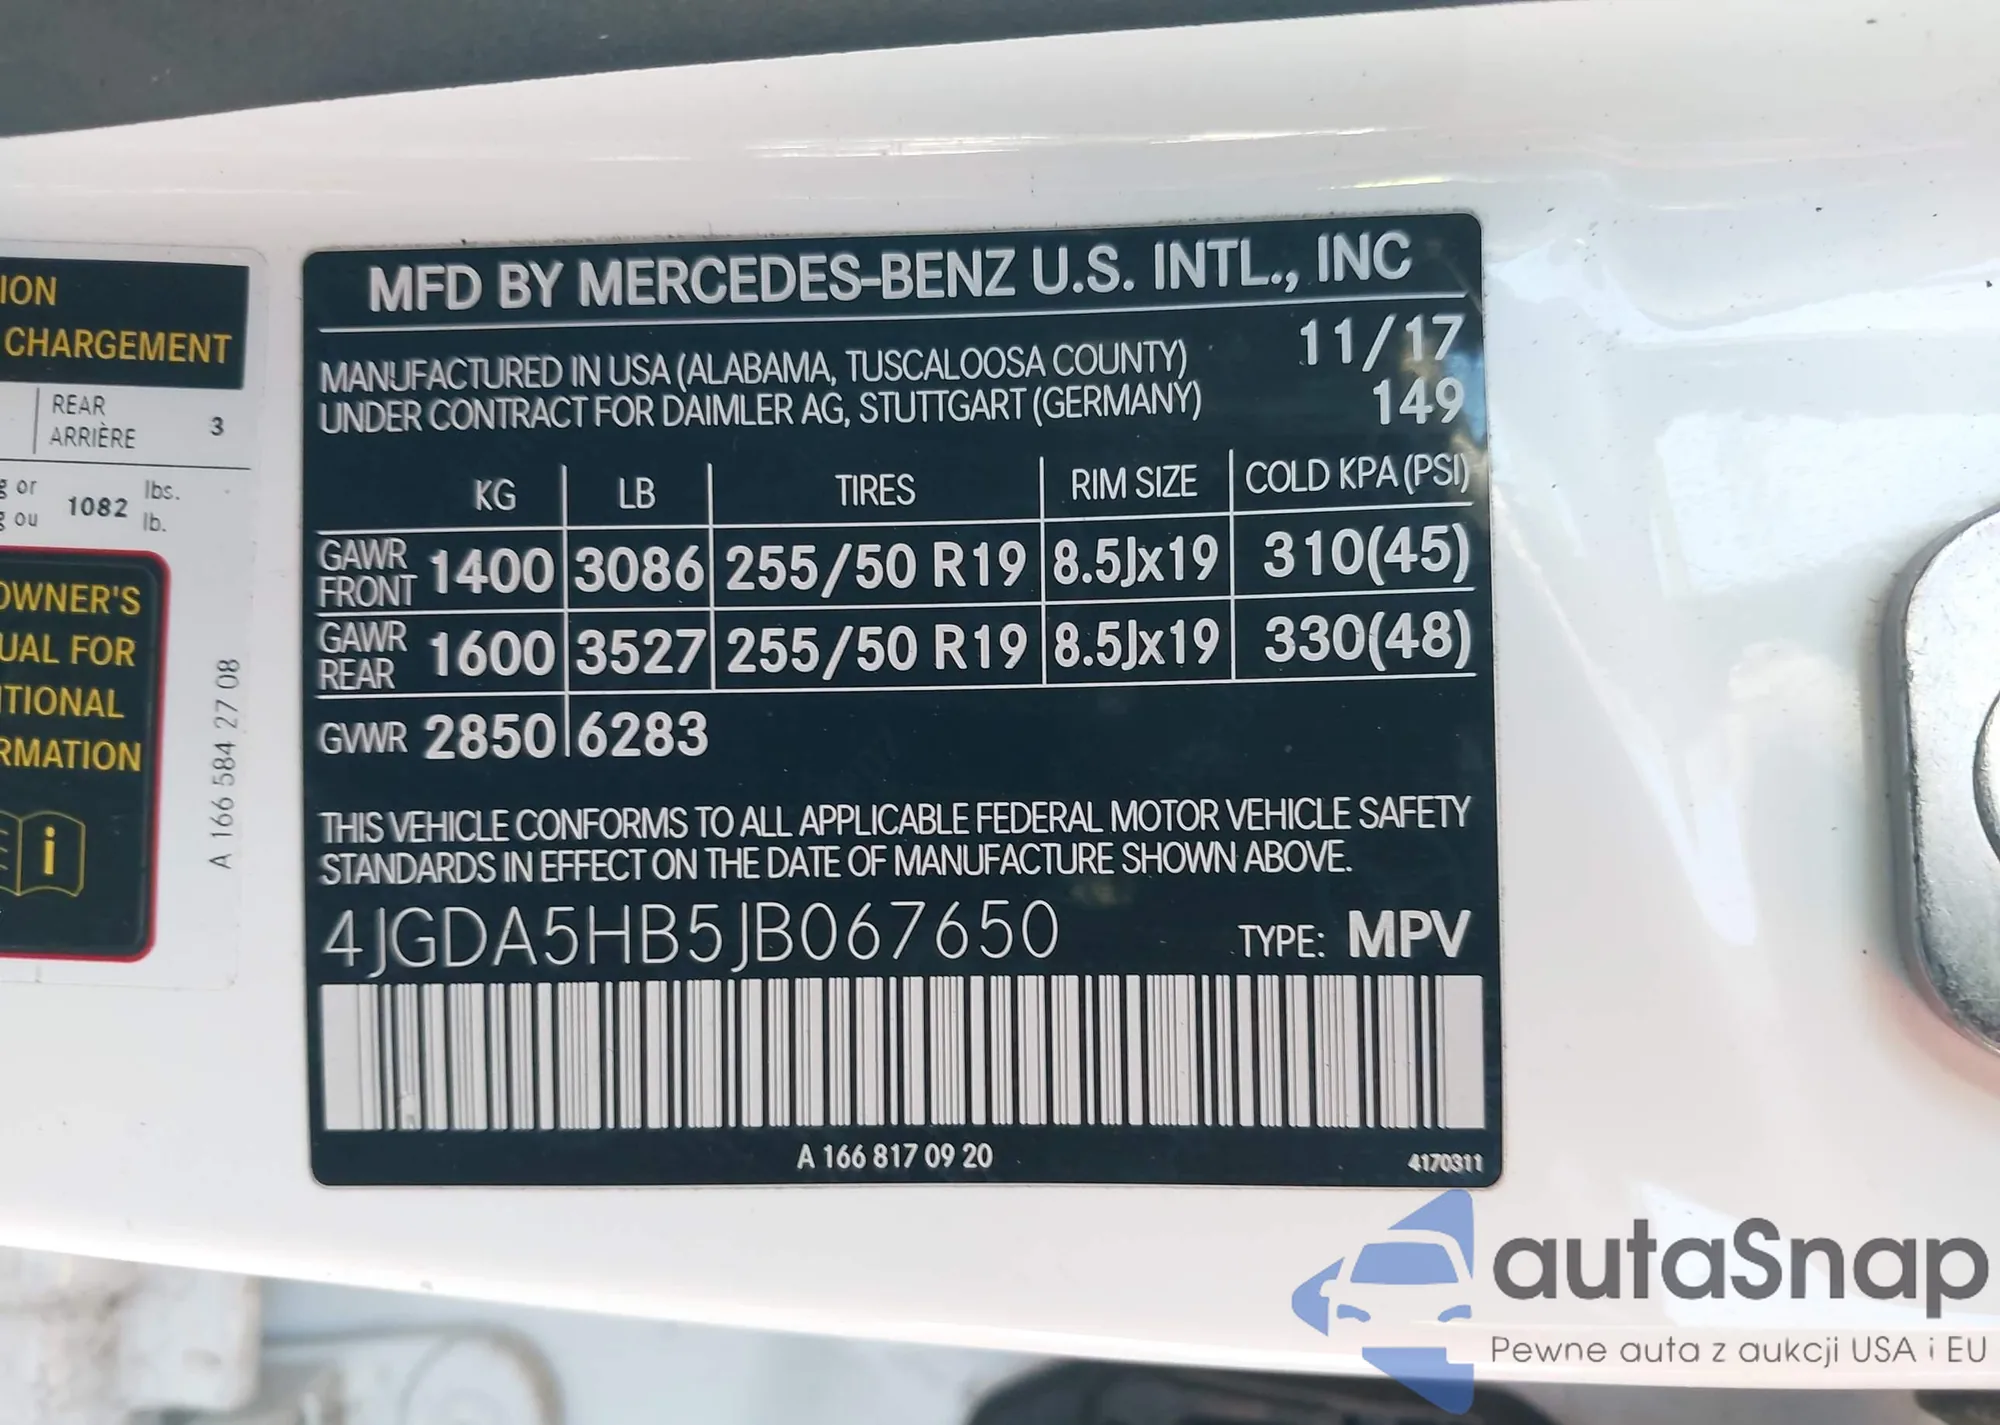 ION
CHARGEMENT
REAR
ARRIÈRE 3
g or 1082 lbs.
g ou lb.
OWNER'S
UAL FOR
ITIONAL
RMATION
i
A 166 584 27 08
MFD BY MERCEDES-BENZ U.S. INTL., INC
11/17
MANUFACTURED IN USA (ALABAMA, TUSCALOOSA COUNTY)
UNDER CONTRACT FOR DAIMLER AG, STUTTGART (GERMANY) 149
KG LB TIRES RIM SIZE COLD KPA (PSI)
GAWR FRONT 1400 3086 255/50 R19 8.5Jx19 310(45)
GAWR REAR 1600 3527 255/50 R19 8.5Jx19 330(48)
GVWR 2850 6283
THIS VEHICLE CONFORMS TO ALL APPLICABLE FEDERAL MOTOR VEHICLE SAFETY
STANDARDS IN EFFECT ON THE DATE OF MANUFACTURE SHOWN ABOVE.
4JGDA5HB5JB067650 TYPE: MPV
A 166 817 09 20 4170311
autaSnap
Pewne auta z aukcji USA i EU